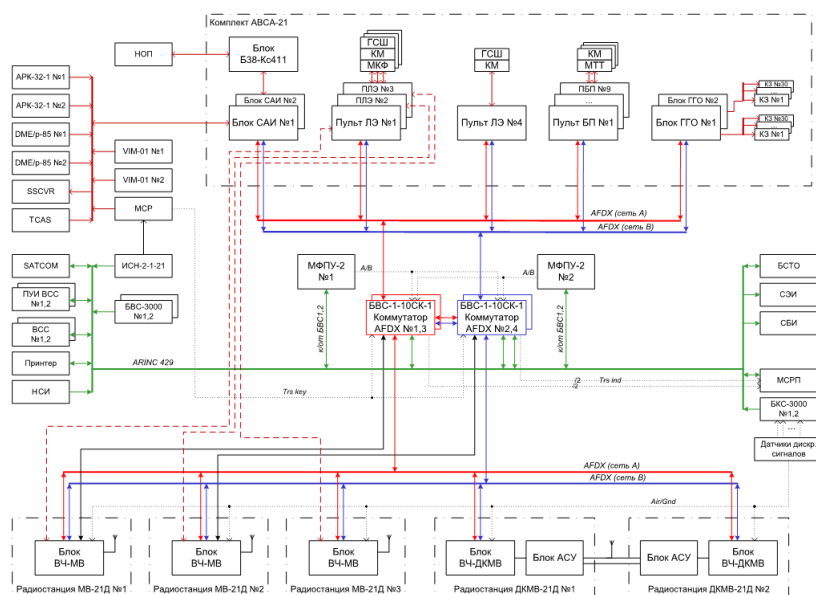 Комплект АВСА-21
НОП
Блок
Б38-Кс411
ГСШ
КМ
МКФ
ГСШ
КМ
КМ
МТТ
АРК-32-1 №1
АРК-32-1 №2
DME/p-85 №1
DME/p-85 №2
SSCVR
TCAS
VIM-01 №1
VIM-01 №2
МСР
Блок САИ №2
Блок САИ №1
ПЛЭ №3
ПЛЭ №2
Пульт ЛЭ №1
Пульт ЛЭ №4
ПБП №9
...
Пульт БП №1
Блок ГГО №2
Блок ГГО №1
КЗ №30
...
КЗ №1
КЗ №30
...
КЗ №1
AFDX (сеть A)
AFDX (сеть B)
SATCOM
ПУИ ВСС
№1,2
ВСС
№1,2
Принтер
НСИ
ИСН-2-1-21
БВС-3000
№1,2
ARINC 429
МФПУ-2
№1
A/B
A/B
МФПУ-2
№2
к/от БВС1,2
к/от БВС1,2
БВС-1-10СК-1
Коммутатор
AFDX №1,3
БВС-1-10СК-1
Коммутатор
AFDX №2,4
Trs key
i2
i2
Trs ind
БСТО
СЭИ
СБИ
МСРП
БКС-3000
№1,2
...
Датчики дискр.
сигналов
AFDX (сеть A)
AFDX (сеть B)
Air/Gnd
Блок
ВЧ-МВ
Блок
ВЧ-МВ
Блок
ВЧ-МВ
Блок
ВЧ-ДКМВ
Блок АСУ
Блок АСУ
Блок
ВЧ-ДКМВ
Радиостанция МВ-21Д №1
Радиостанция МВ-21Д №2
Радиостанция МВ-21Д №3
Радиостанция ДКМВ-21Д №1
Радиостанция ДКМВ-21Д №2